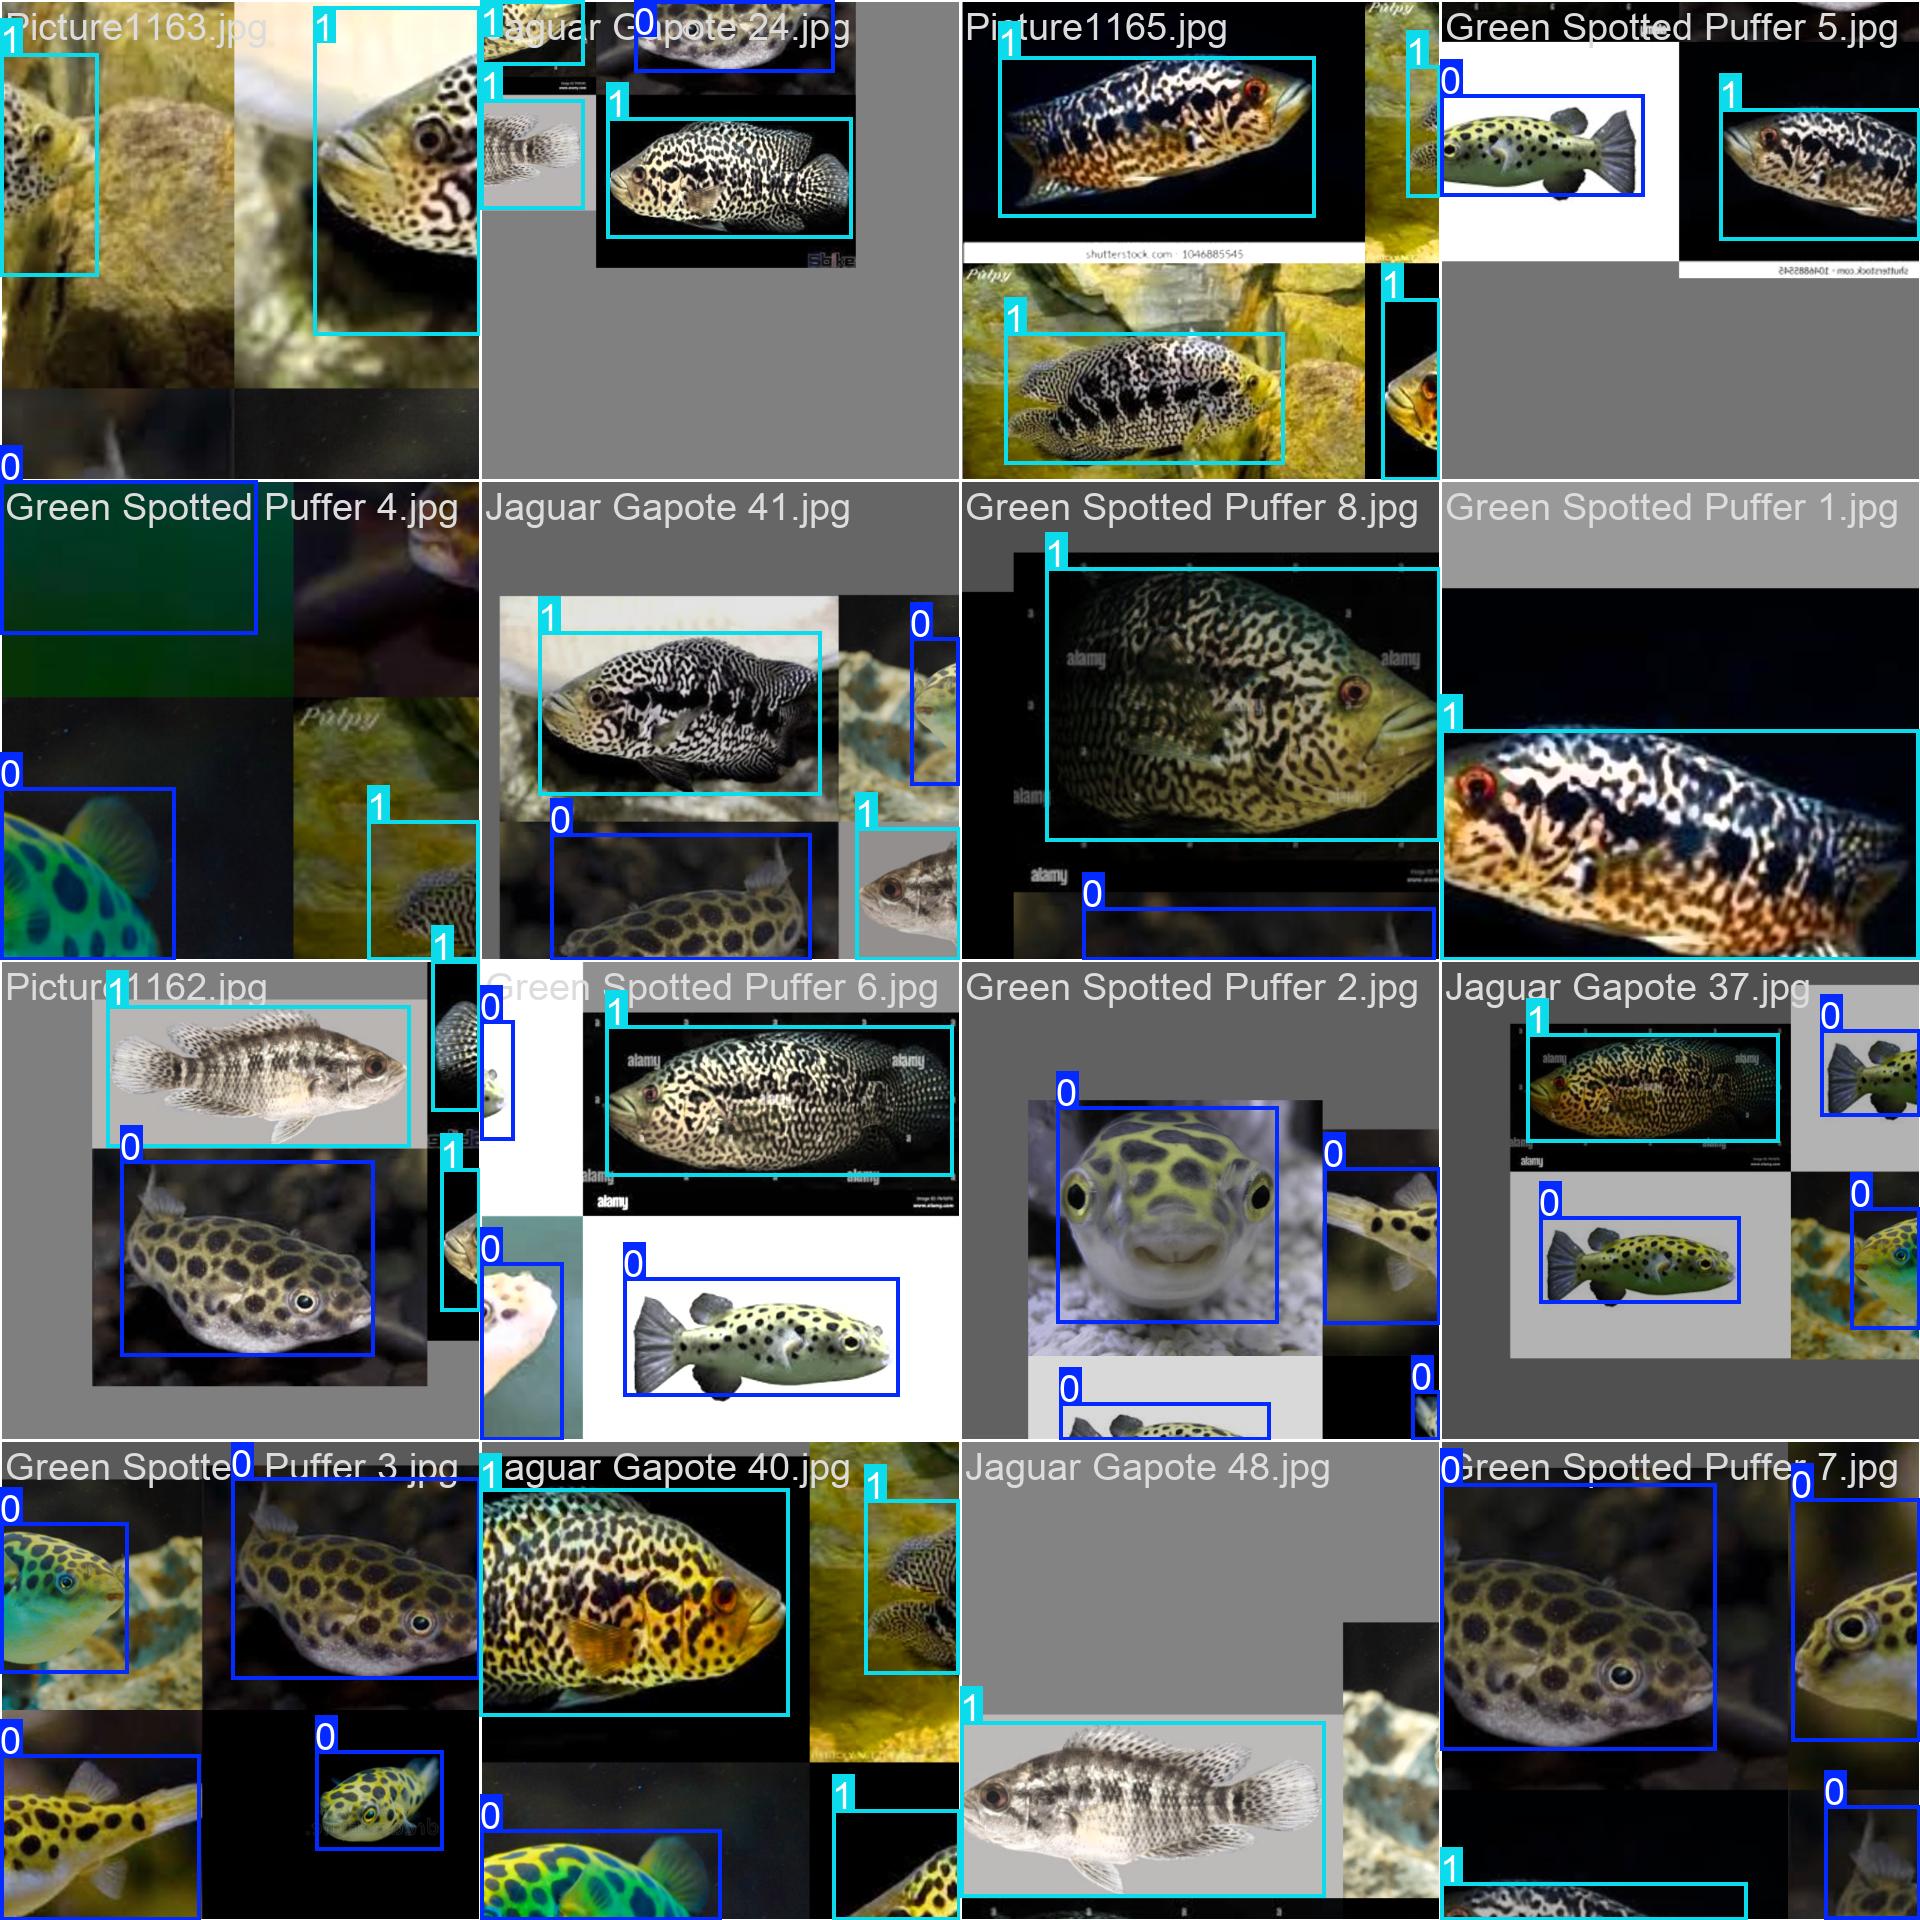 Picture1163.jpg
Jaguar Gapote 24.jpg
Picture1165.jpg
Green Spotted Puffer 5.jpg
1
1
1
1
1
1
1
0
0
1
1
1
1
0
Pulpy
shutterstock.com · 1046885545
shutterstock.com · 1046885545
Pulpy
Green Spotted Puffer 4.jpg
Jaguar Gapote 41.jpg
Green Spotted Puffer 8.jpg
Green Spotted Puffer 1.jpg
0
1
1
0
1
0
1
0
1
1
0
Pulpy
alamy
alamy
alamy
alamy
Picture1162.jpg
Green Spotted Puffer 6.jpg
Green Spotted Puffer 2.jpg
Jaguar Gapote 37.jpg
1
1
0
1
0
1
0
0
0
0
0
0
1
0
0
0
alamy
alamy
alamy
alamy
alamy
alamy
alamy
alamy
Green Spotted Puffer 3.jpg
Jaguar Gapote 40.jpg
Jaguar Gapote 48.jpg
Green Spotted Puffer 7.jpg
0
0
0
0
1
1
0
1
1
0
0
0
1